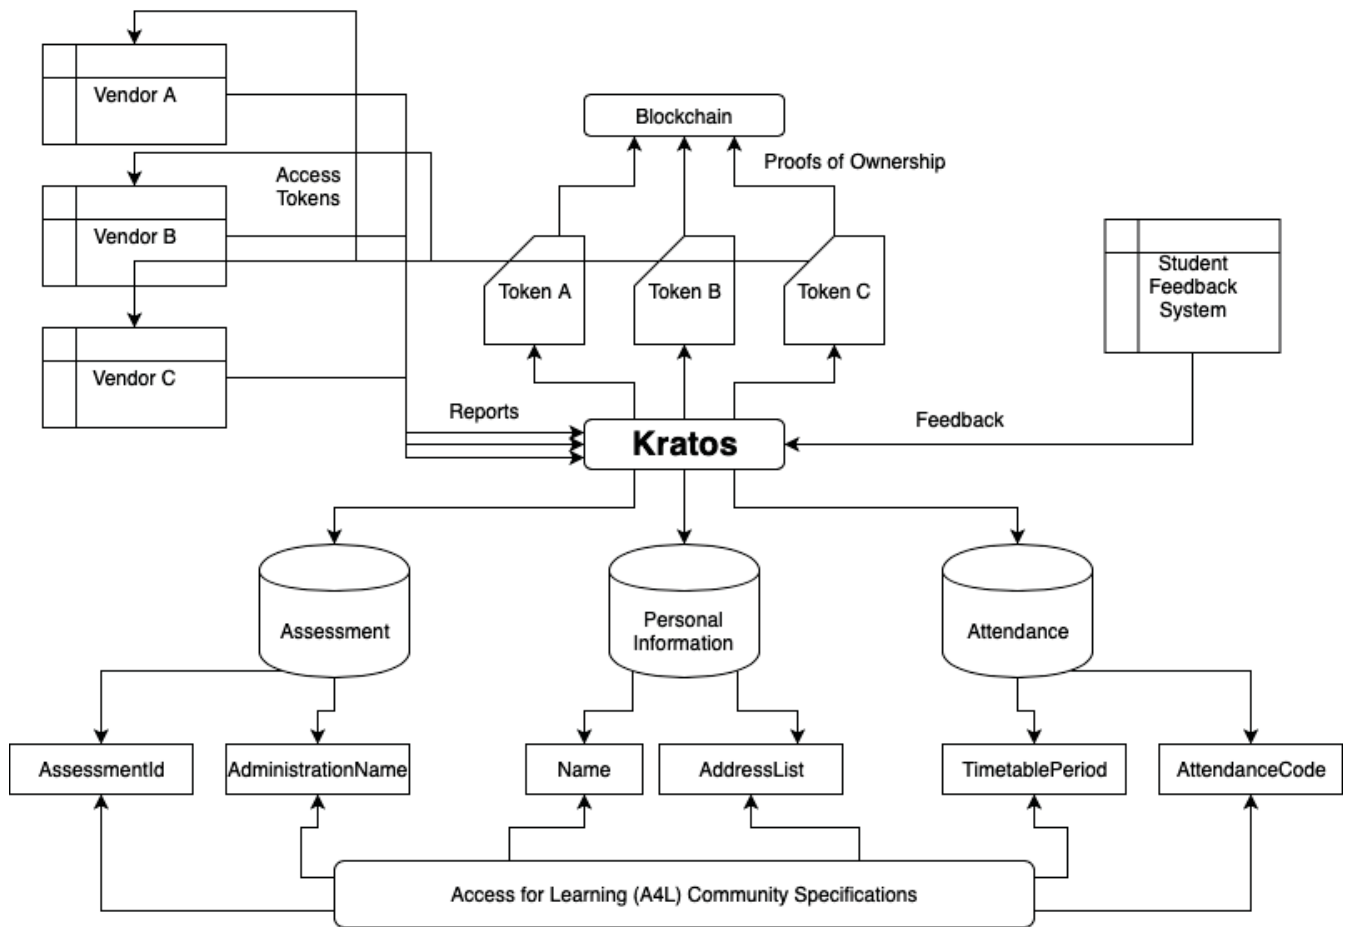 Vendor A
Blockchain
Proofs of Ownership
Access
Tokens
Vendor B
Student
Feedback
System
Token A
Token B
Token C
Vendor C
Reports
Feedback
Kratos
Assessment
Personal
Information
Attendance
AssessmentId
AdministrationName
Name
AddressList
TimetablePeriod
AttendanceCode
Access for Learning (A4L) Community Specifications